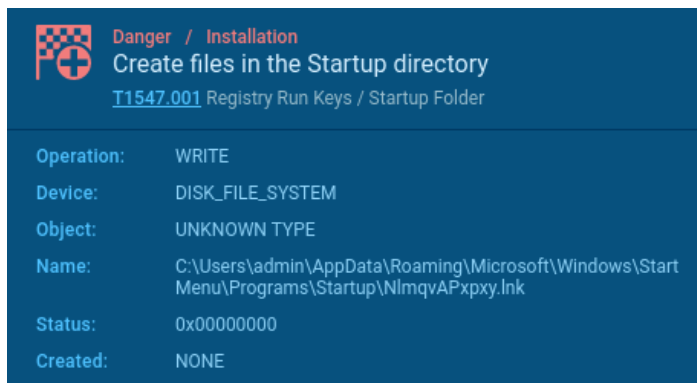 Danger / Installation
Create files in the Startup directory
T1547.001 Registry Run Keys / Startup Folder
Operation: WRITE
Device: DISK_FILE_SYSTEM
Object: UNKNOWN TYPE
Name: C:\Users\admin\AppData\Roaming\Microsoft\Windows\Start
Menu\Programs\Startup\NlmqvAPxpxy.lnk
Status: 0x00000000
Created: NONE